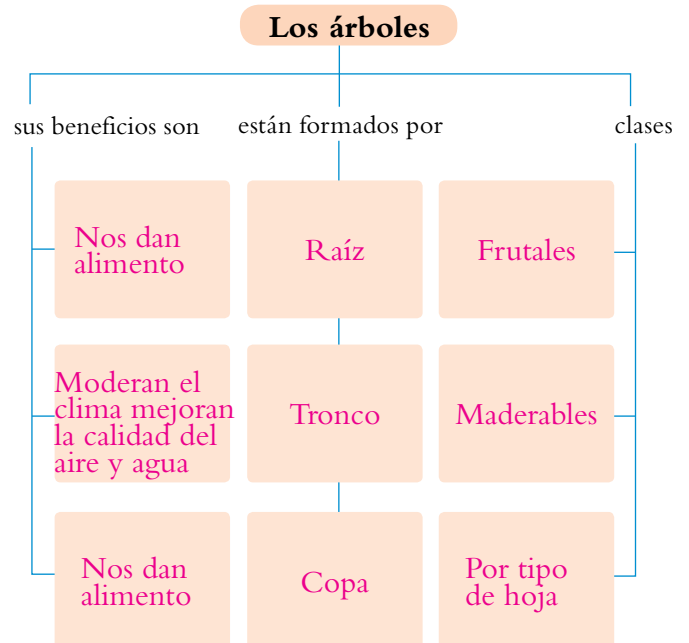 Los árboles
sus beneficios son
están formados por
clases
Nos dan
alimento
Raíz
Frutales
Moderan el
clima mejoran
la calidad del
aire y agua
Tronco
Maderables
Nos dan
alimento
Copa
Por tipo
de hoja